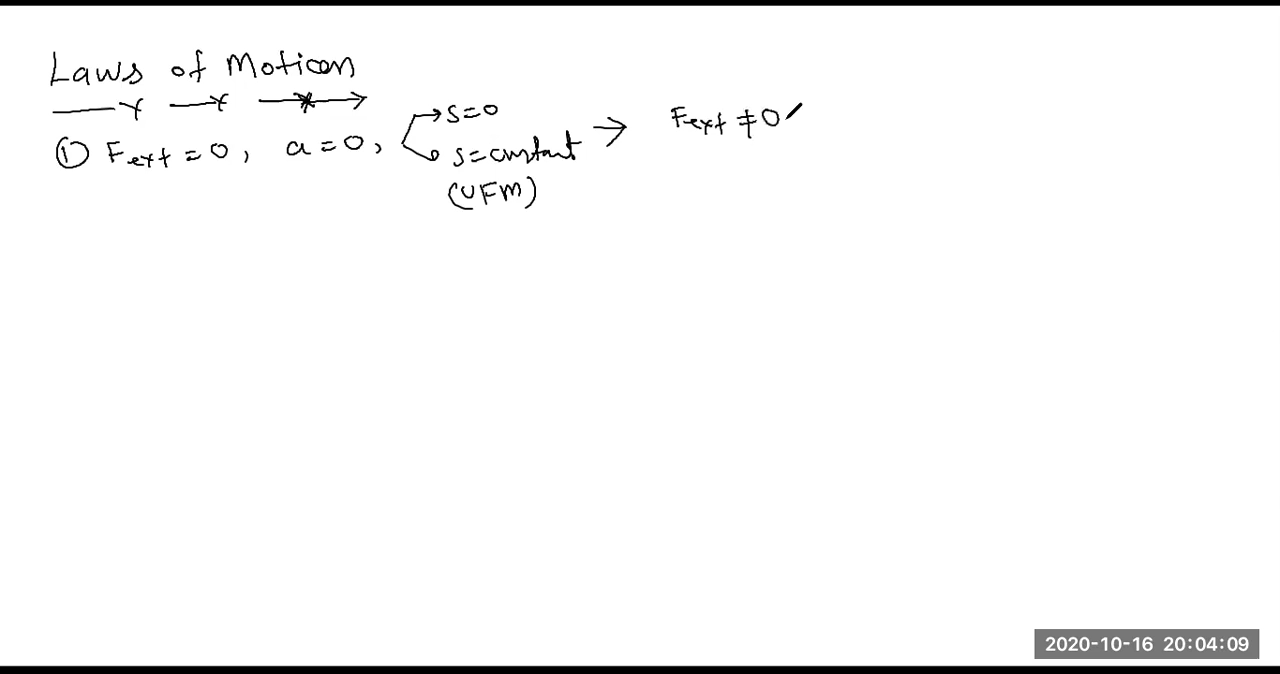 Laws of Motion
① Fext = 0, a = 0, → s = 0
s = constant → Fext ≠ 0
(UFM)
2020-10-16 20:04:09